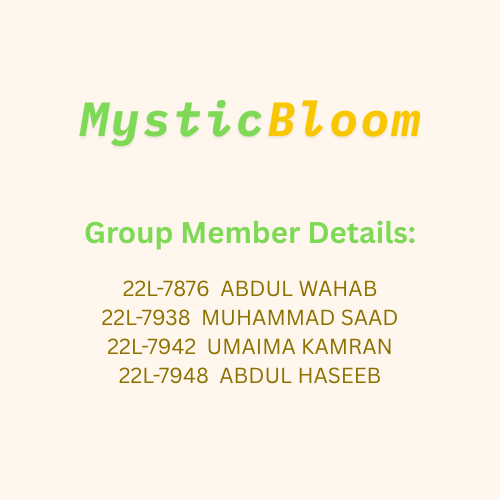 MysticBloom
Group Member Details:
22L-7876 ABDUL WAHAB
22L-7938 MUHAMMAD SAAD
22L-7942 UMAIMA KAMRAN
22L-7948 ABDUL HASEEB